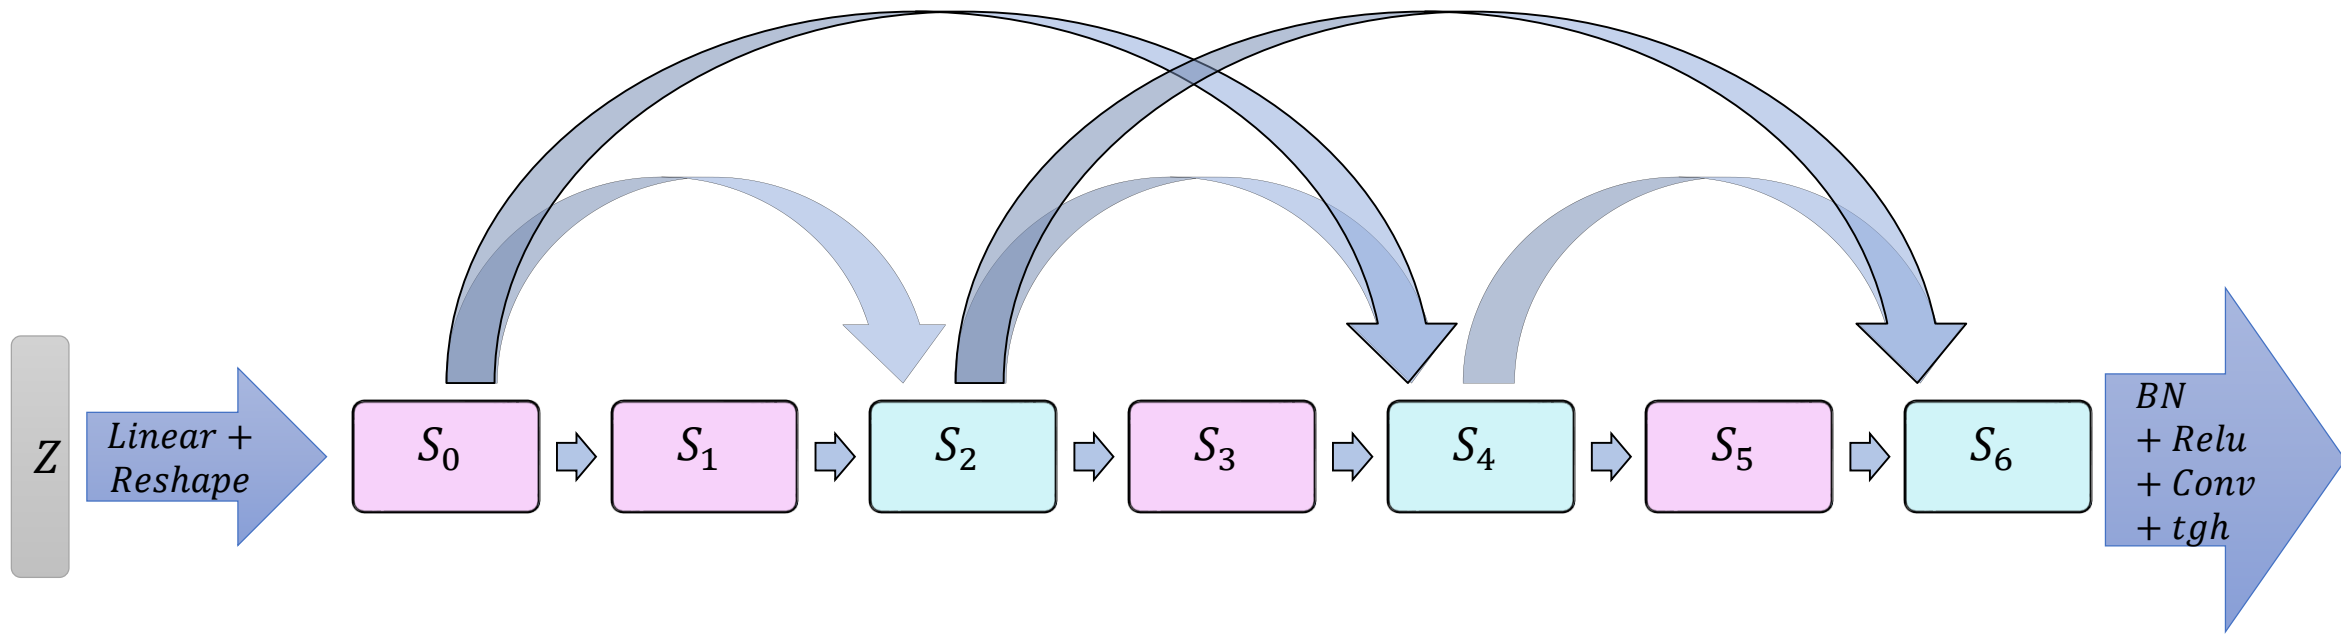 Z
Linear +
Reshape
S₀
S₁
S₂
S₃
S₄
S₅
S₆
BN
+ Relu
+ Conv
+ tgh